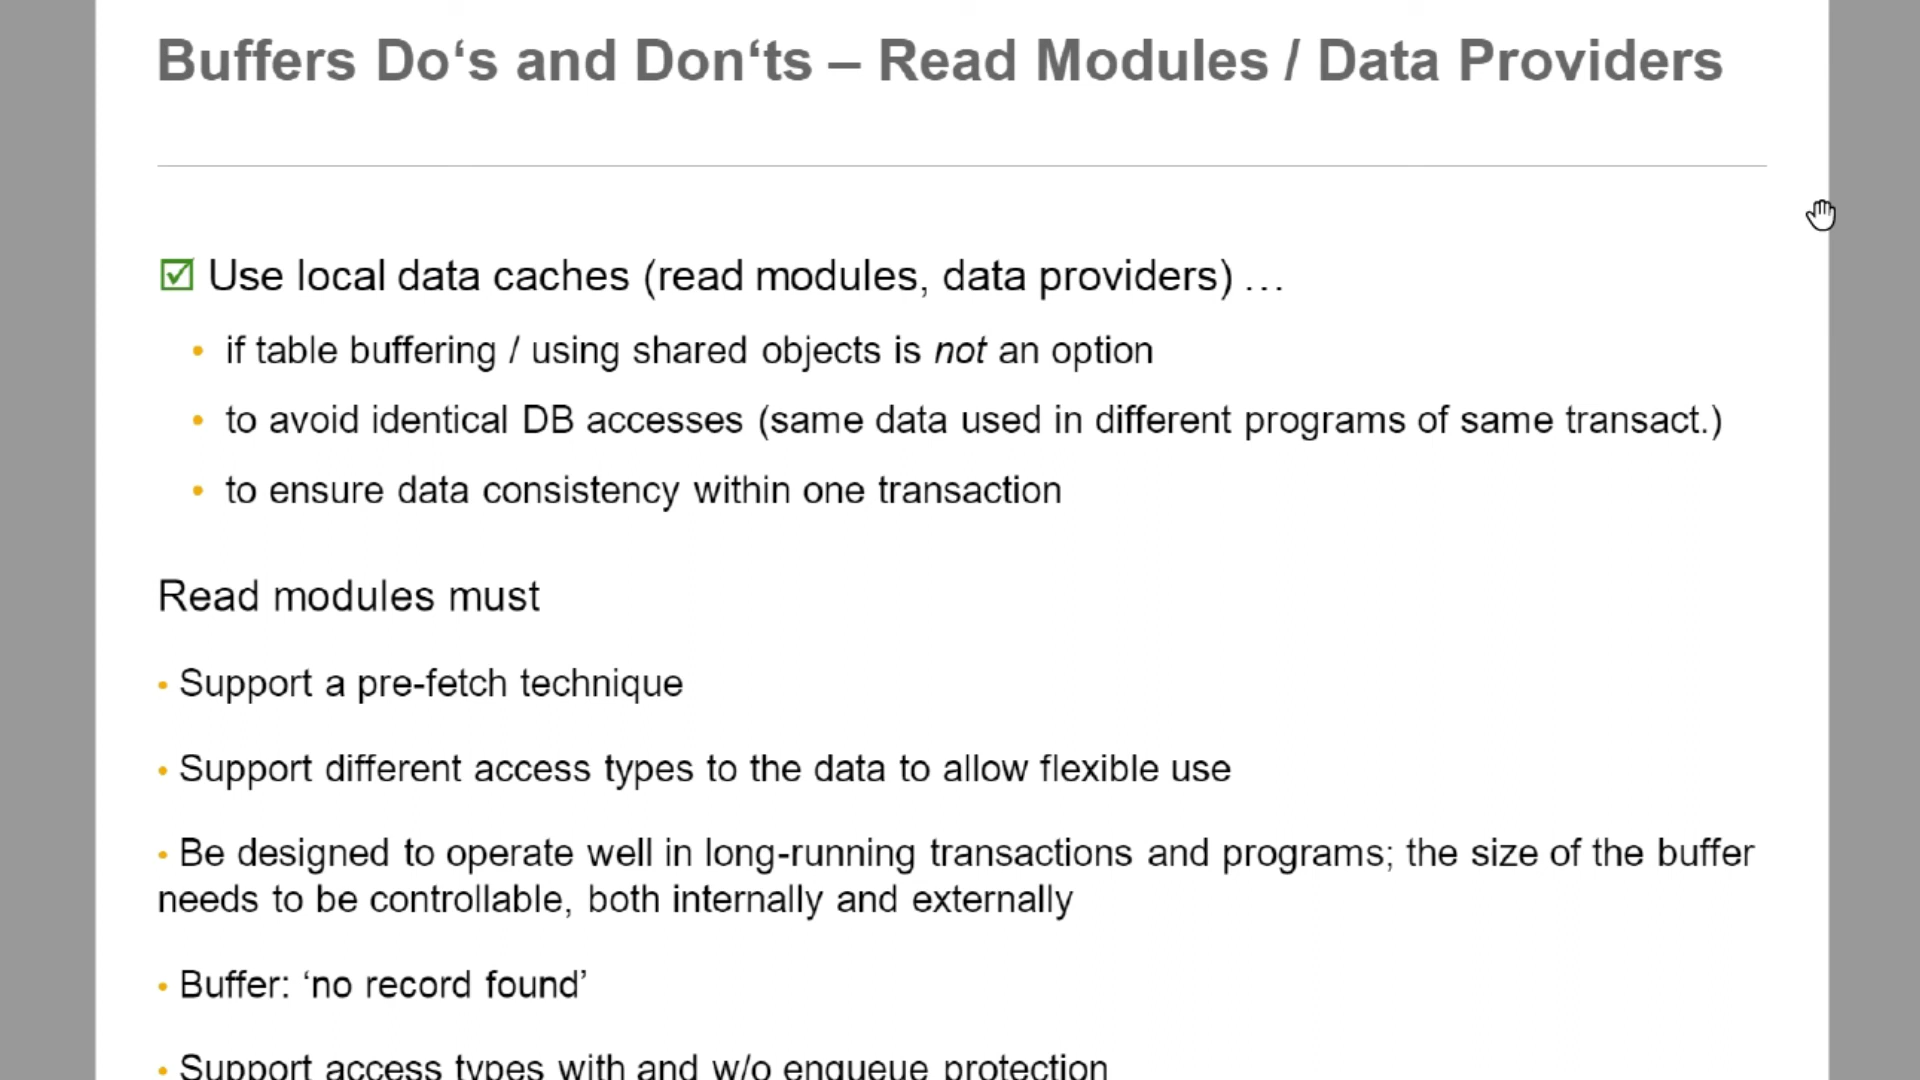 Buffers Do‘s and Don‘ts – Read Modules / Data Providers
Use local data caches (read modules, data providers) …
• if table buffering / using shared objects is not an option
• to avoid identical DB accesses (same data used in different programs of same transact.)
• to ensure data consistency within one transaction
Read modules must
• Support a pre-fetch technique
• Support different access types to the data to allow flexible use
• Be designed to operate well in long-running transactions and programs; the size of the buffer
needs to be controllable, both internally and externally
• Buffer: ‘no record found’
• Support access types with and w/o enqueue protection